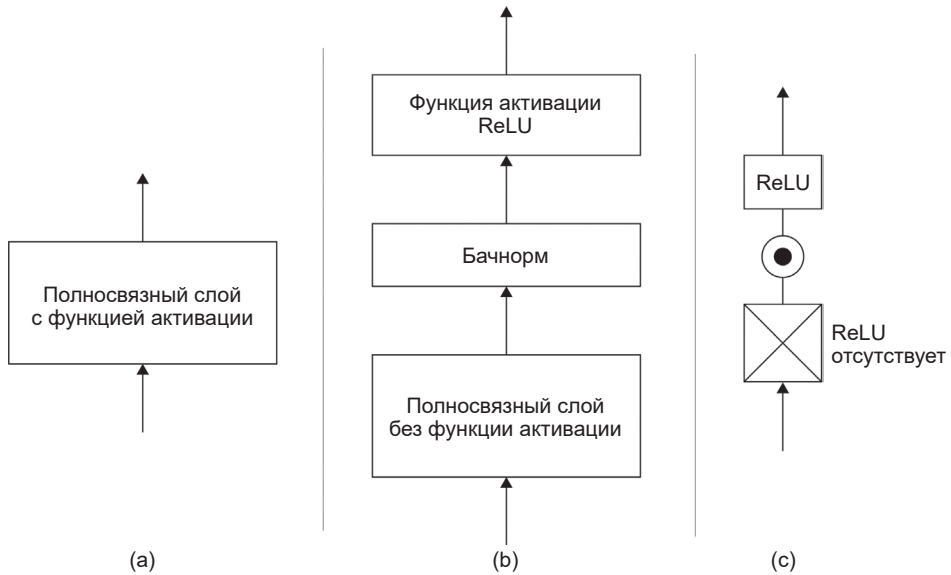 Полносвязный слой
с функцией активации
(a)
Функция активации
ReLU
Бачнорм
Полносвязный слой
без функции активации
(b)
ReLU
ReLU
отсутствует
(c)